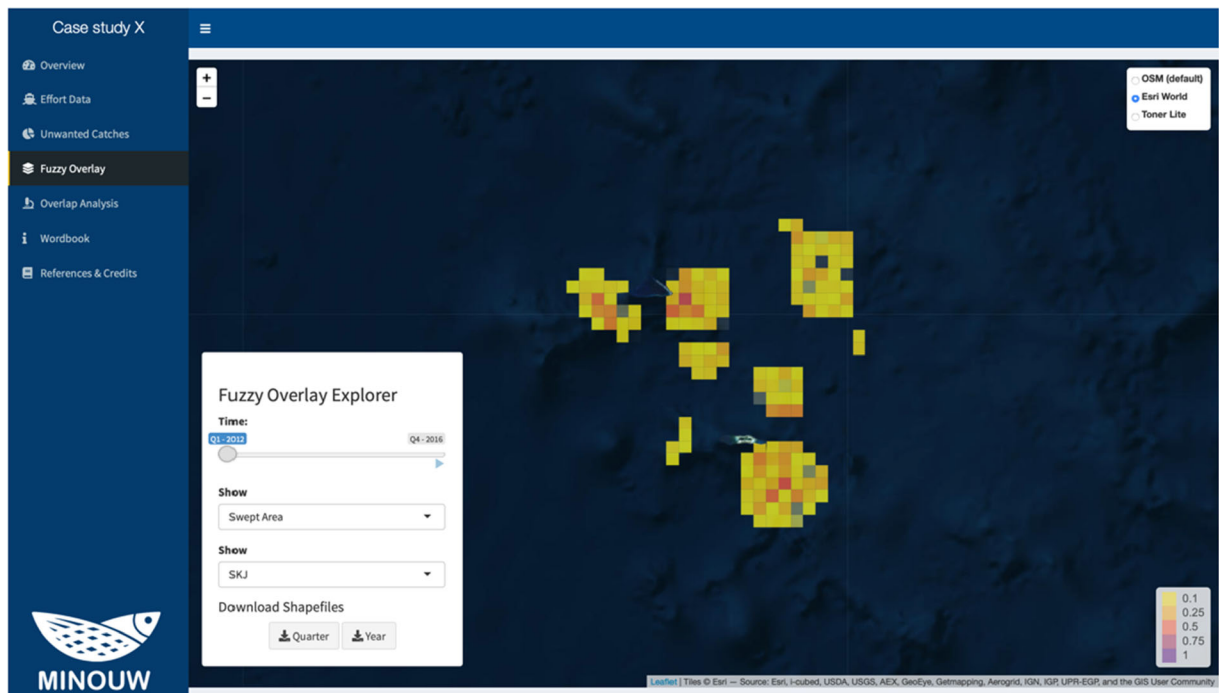 Case study X
Overview
Effort Data
Unwanted Catches
Fuzzy Overlay
Overlap Analysis
Wordbook
References & Credits
MINOUW
+
−
OSM (default)
Esri World
Toner Lite
Fuzzy Overlay Explorer
Time:
Q1 - 2012
Q4 - 2016
Show
Swept Area
Show
SKJ
Download Shapefiles
Quarter
Year
0.1
0.25
0.5
0.75
1
Leaflet | Tiles © Esri — Source: Esri, i-cubed, USDA, USGS, AEX, GeoEye, Getmapping, Aerogrid, IGN, IGP, UPR-EGP, and the GIS User Community